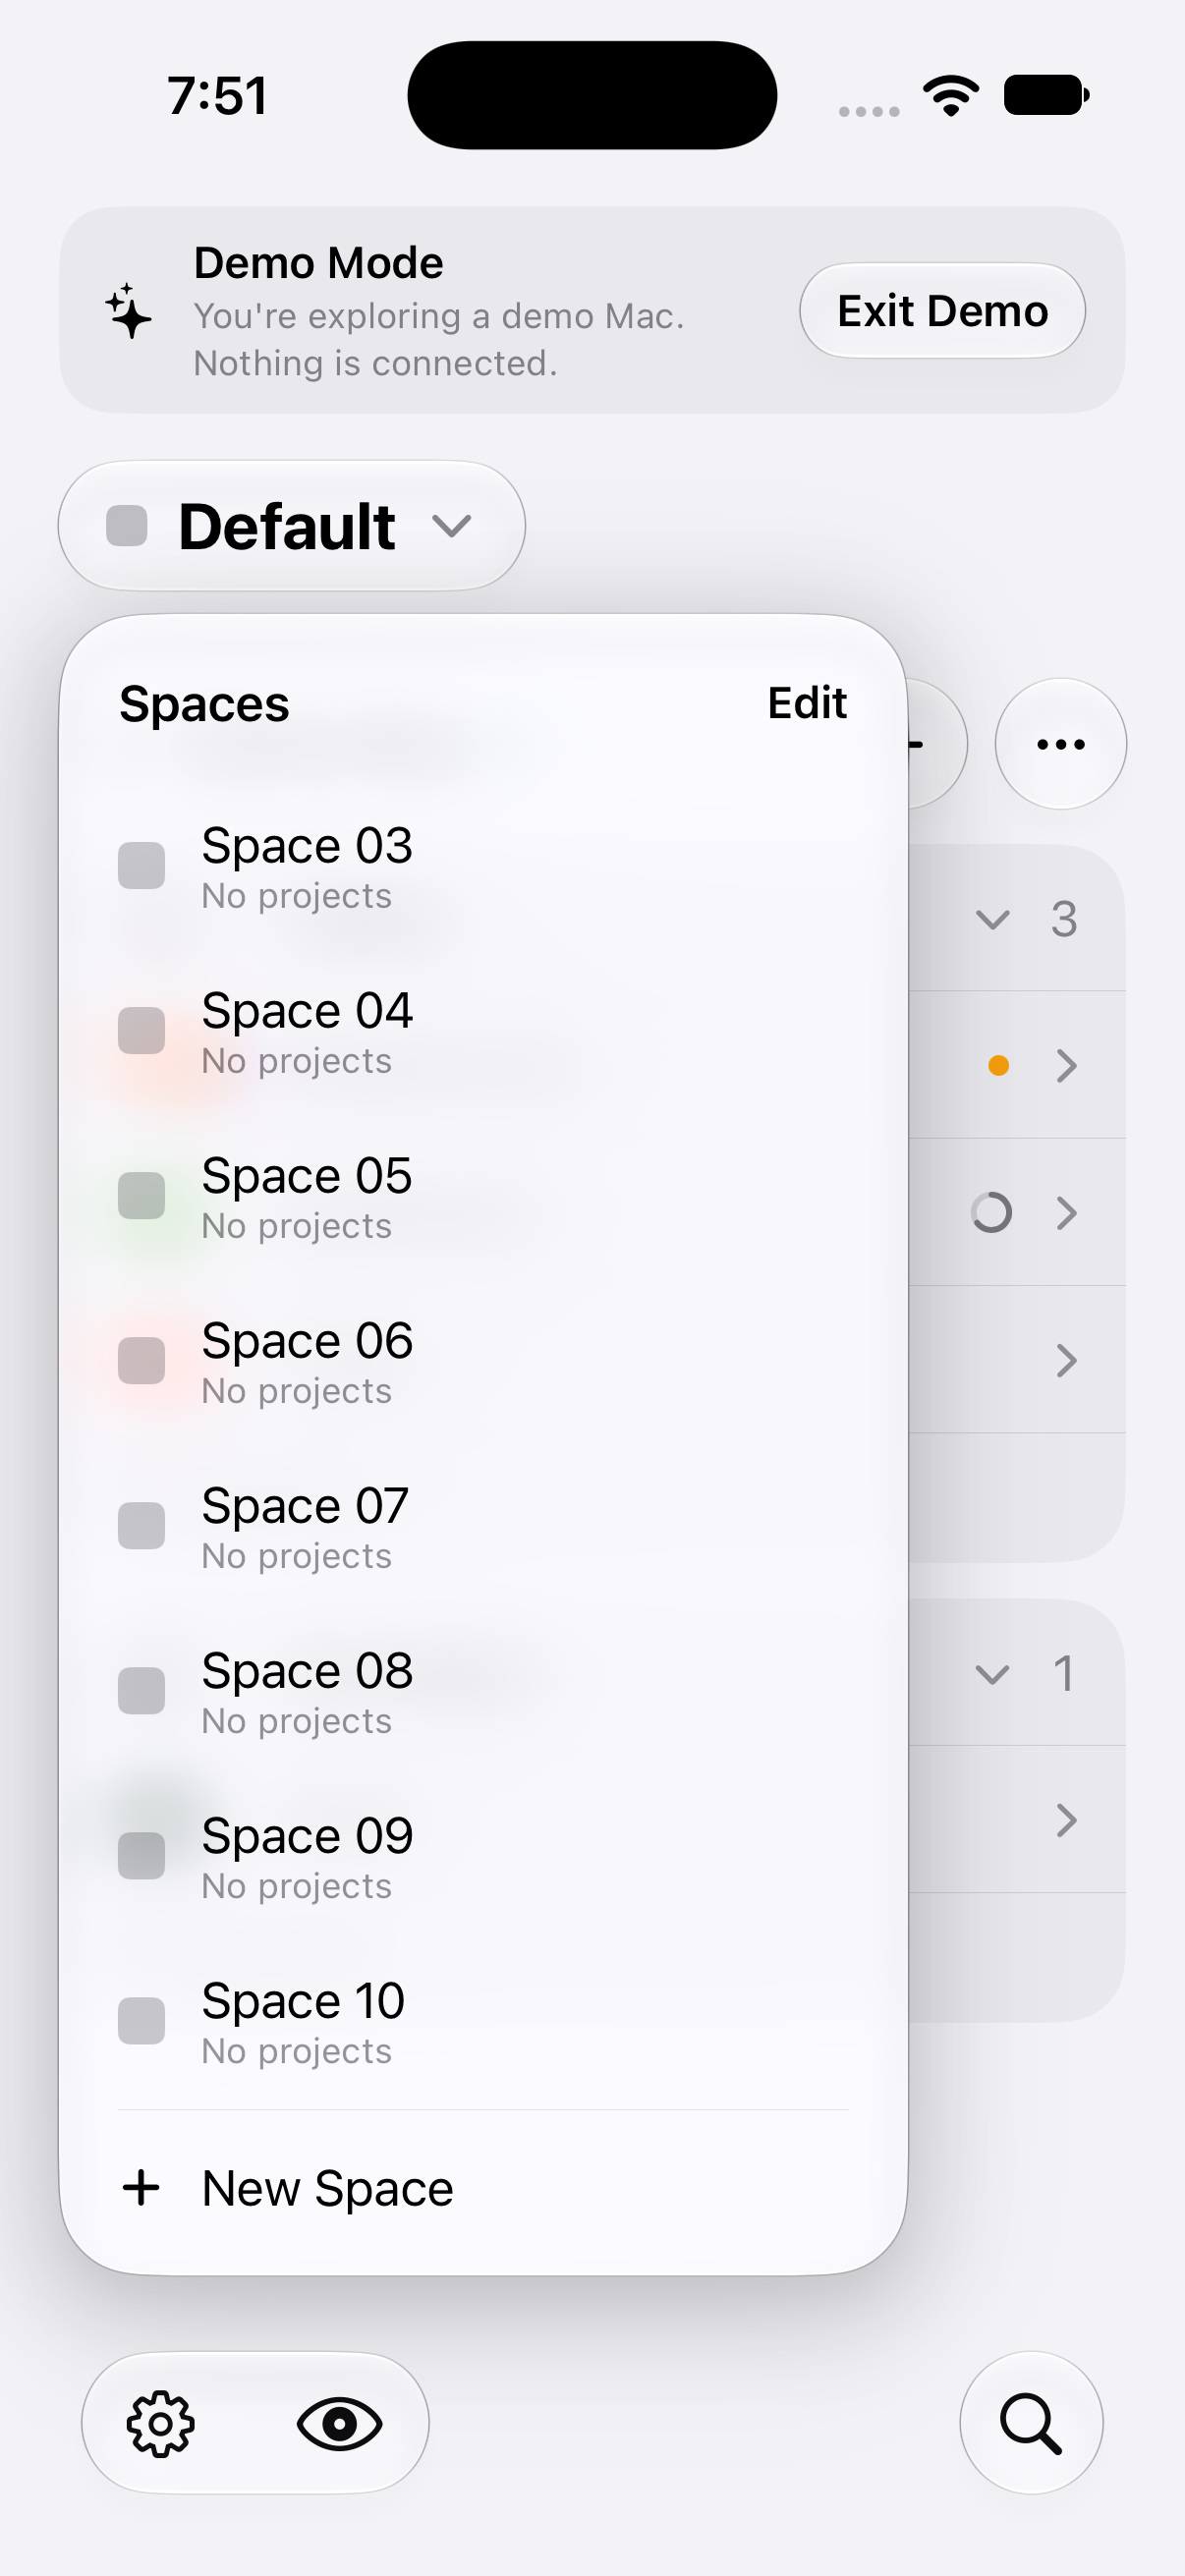 7:51
Demo Mode
You're exploring a demo Mac.
Nothing is connected.
Exit Demo
Default
Spaces
Edit
Space 03
No projects
3
Space 04
No projects
Space 05
No projects
Space 06
No projects
Space 07
No projects
Space 08
No projects
1
Space 09
No projects
Space 10
No projects
New Space